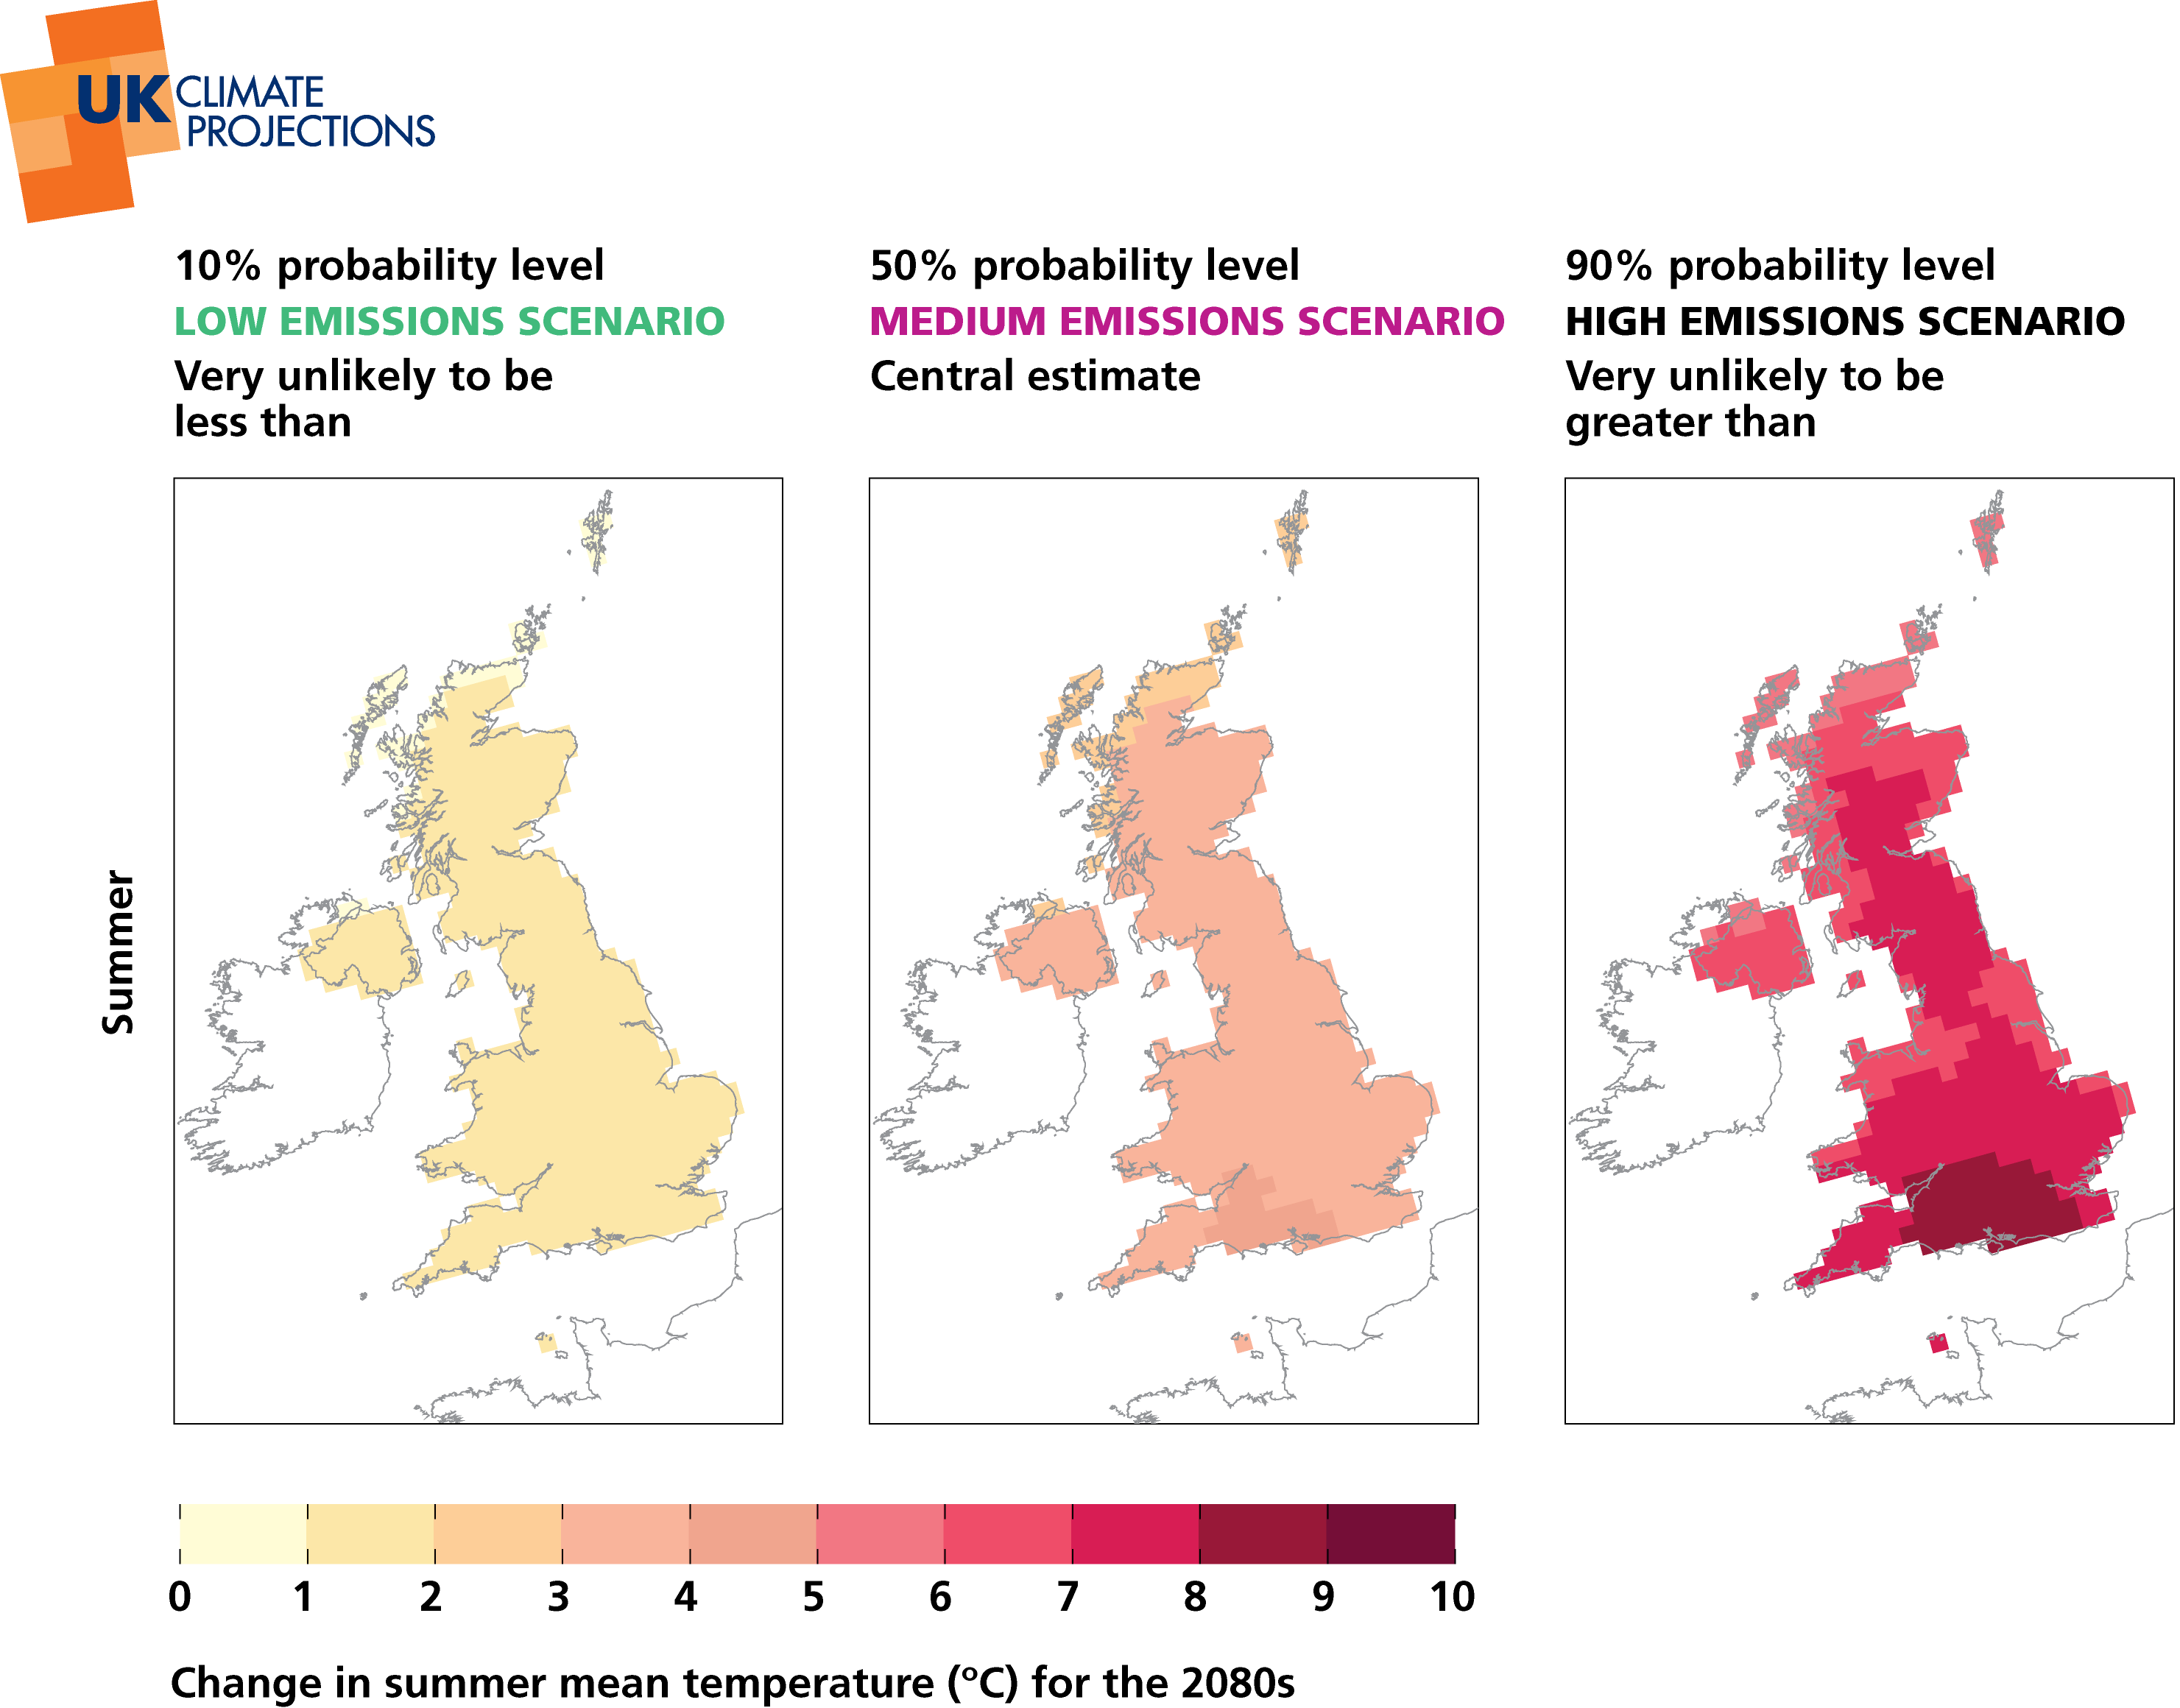 UK CLIMATE
PROJECTIONS
10% probability level
LOW EMISSIONS SCENARIO
Very unlikely to be
less than
50% probability level
MEDIUM EMISSIONS SCENARIO
Central estimate
90% probability level
HIGH EMISSIONS SCENARIO
Very unlikely to be
greater than
Summer
0 1 2 3 4 5 6 7 8 9 10
Change in summer mean temperature (ºC) for the 2080s